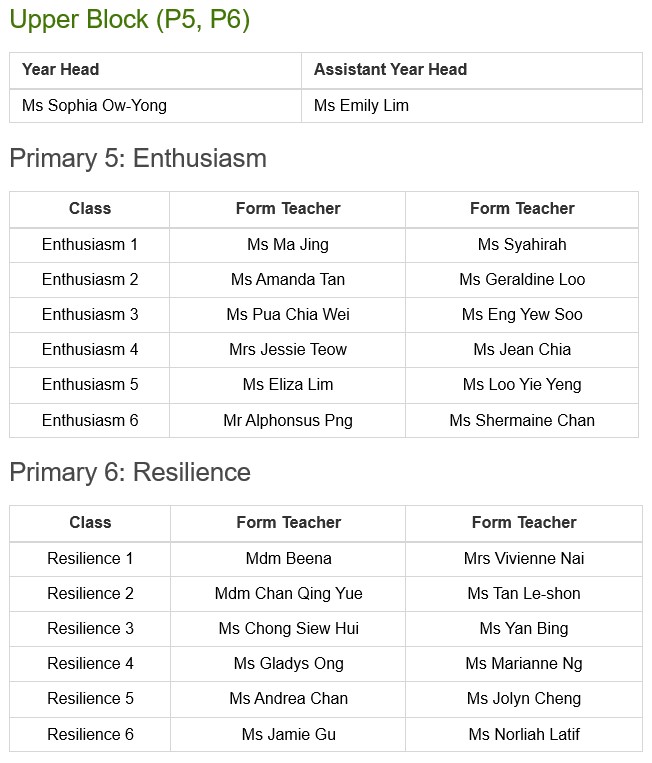 Upper Block (P5, P6)
Year Head Assistant Year Head
Ms Sophia Ow-Yong Ms Emily Lim
Primary 5: Enthusiasm
Class Form Teacher Form Teacher
Enthusiasm 1 Ms Ma Jing Ms Syahirah
Enthusiasm 2 Ms Amanda Tan Ms Geraldine Loo
Enthusiasm 3 Ms Pua Chia Wei Ms Eng Yew Soo
Enthusiasm 4 Mrs Jessie Teow Ms Jean Chia
Enthusiasm 5 Ms Eliza Lim Ms Loo Yie Yeng
Enthusiasm 6 Mr Alphonsus Png Ms Shermaine Chan
Primary 6: Resilience
Class Form Teacher Form Teacher
Resilience 1 Mdm Beena Mrs Vivienne Nai
Resilience 2 Mdm Chan Qing Yue Ms Tan Le-shon
Resilience 3 Ms Chong Siew Hui Ms Yan Bing
Resilience 4 Ms Gladys Ong Ms Marianne Ng
Resilience 5 Ms Andrea Chan Ms Jolyn Cheng
Resilience 6 Ms Jamie Gu Ms Norliah Latif